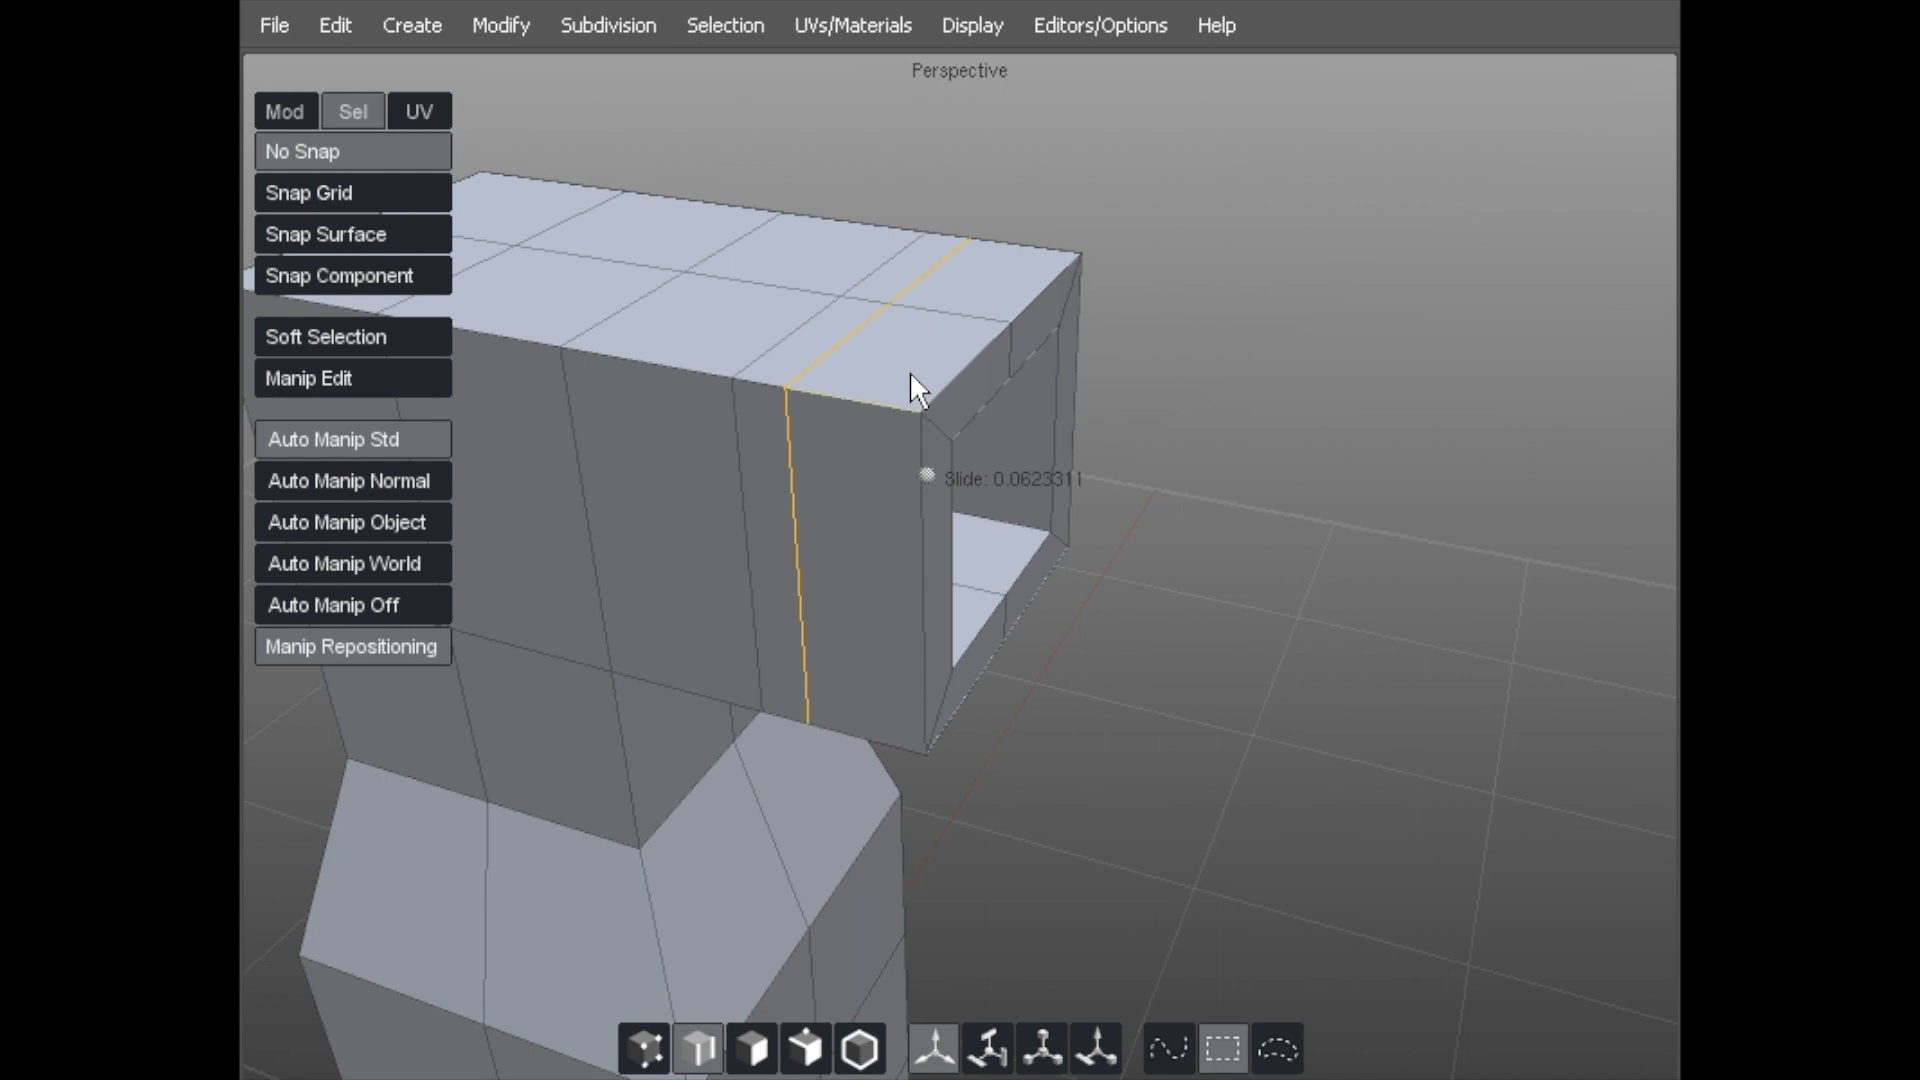 File Edit Create Modify Subdivision Selection UVs/Materials Display Editors/Options Help
Perspective
Mod Sel UV
No Snap
Snap Grid
Snap Surface
Snap Component
Soft Selection
Manip Edit
Auto Manip Std
Auto Manip Normal
Auto Manip Object
Auto Manip World
Auto Manip Off
Manip Repositioning
Slide: 0.0623311